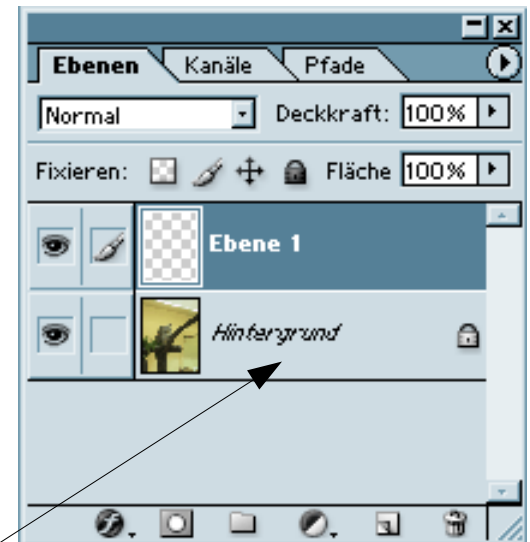 Ebenen Kanäle Pfade
Normal Deckkraft: 100%
Fixieren: Fläche 100%
Ebene 1
Hintergrund